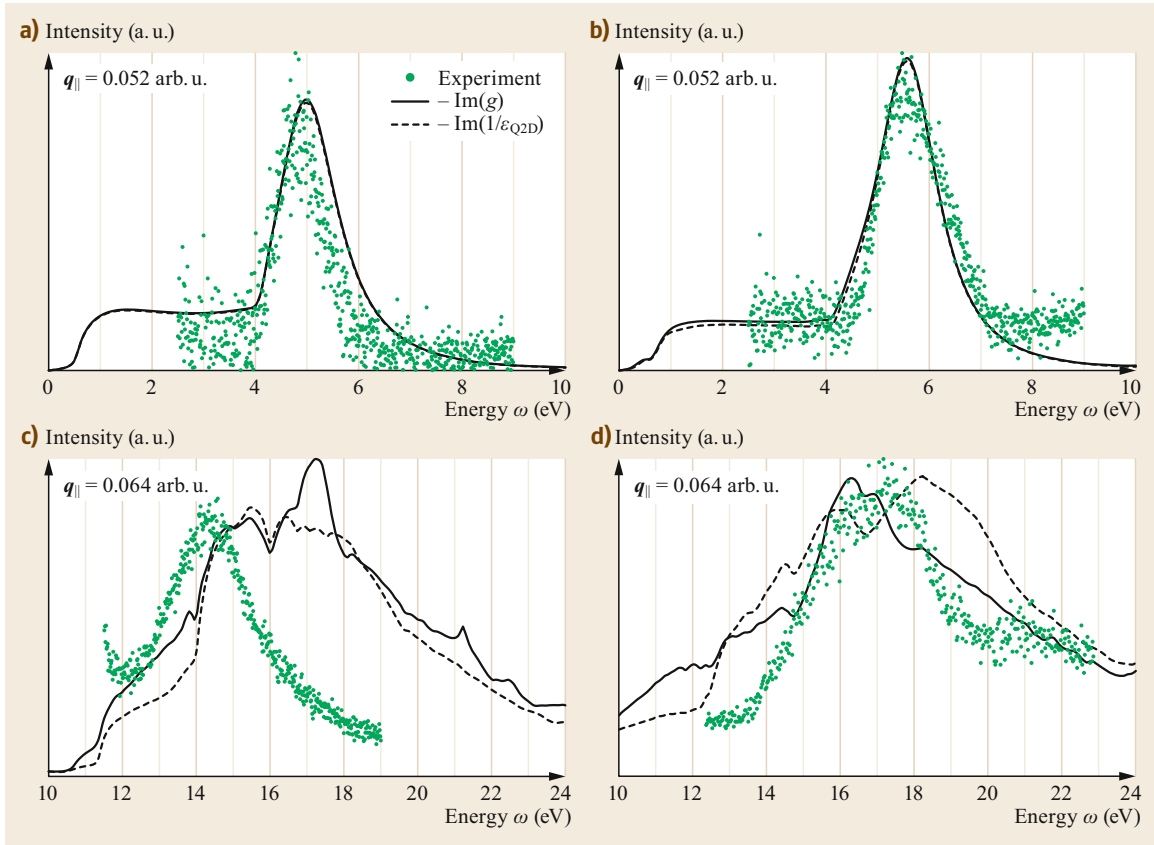 a) Intensity (a. u.)
q|| = 0.052 arb. u.
Experiment
– Im(g)
– Im(1/εQ2D)
0 2 4 6 8 10
Energy ω (eV)
b) Intensity (a. u.)
q|| = 0.052 arb. u.
0 2 4 6 8 10
Energy ω (eV)
c) Intensity (a. u.)
q|| = 0.064 arb. u.
10 12 14 16 18 20 22 24
Energy ω (eV)
d) Intensity (a. u.)
q|| = 0.064 arb. u.
10 12 14 16 18 20 22 24
Energy ω (eV)